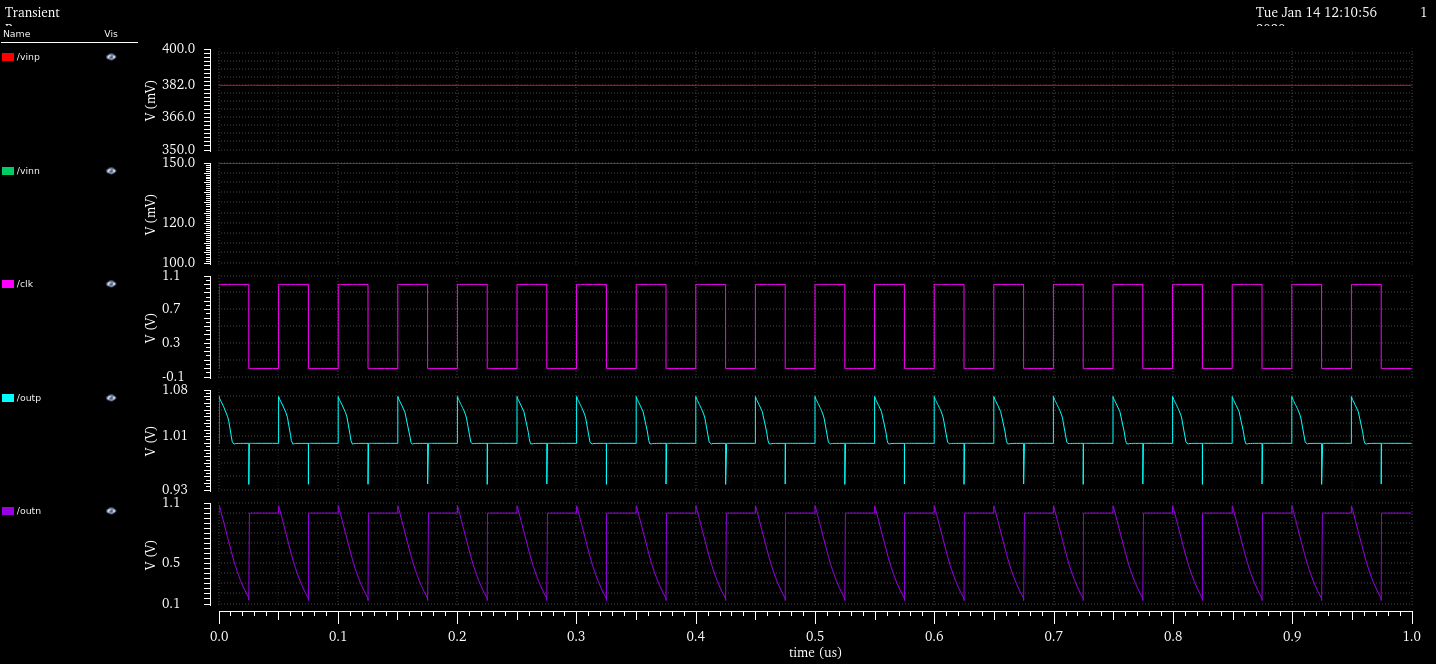 Transient
Tue Jan 14 12:10:56
1
Name Vis
/vinp
400.0
382.0
366.0
350.0
V (mV)
/vinn
150.0
120.0
100.0
V (mV)
/clk
1.1
0.7
0.3
-0.1
V (V)
/outp
1.08
1.01
0.93
V (V)
/outn
1.1
0.5
0.1
V (V)
0.0 0.1 0.2 0.3 0.4 0.5 0.6 0.7 0.8 0.9 1.0
time (us)